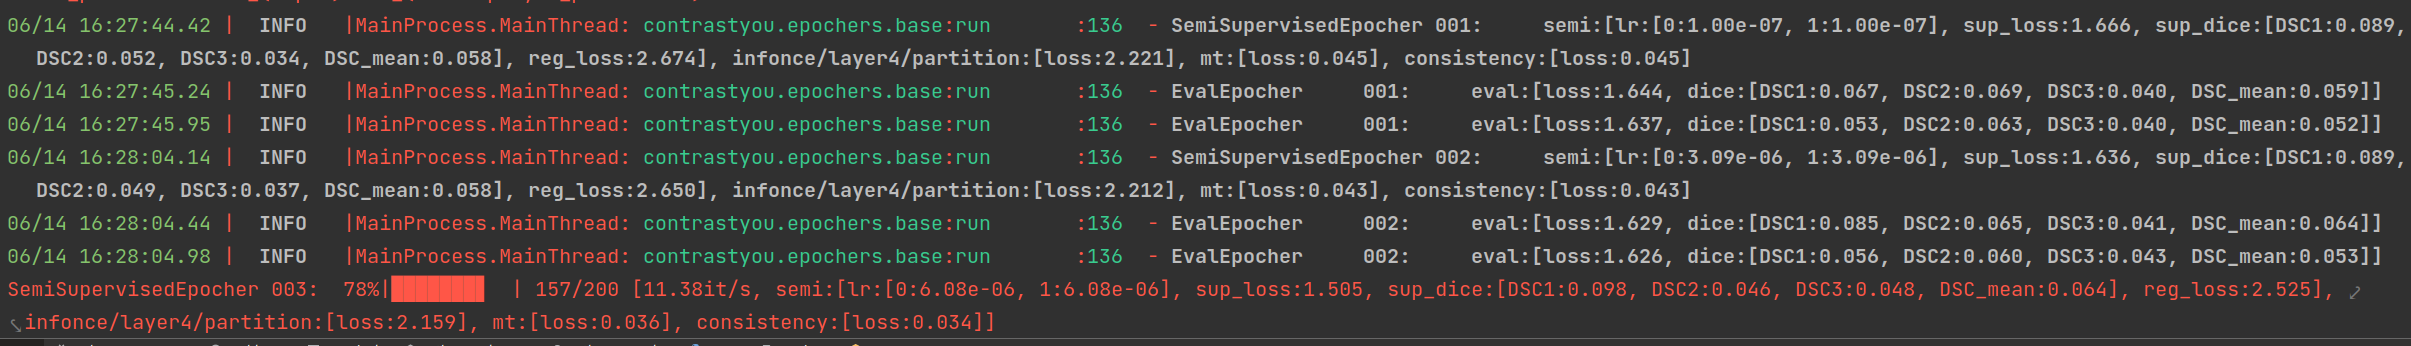 06/14 16:27:44.42 |  INFO   |MainProcess.MainThread: contrastyou.epochers.base:run       :136  - SemiSupervisedEpocher 001:     semi:[lr:[0:1.00e-07, 1:1.00e-07], sup_loss:1.666, sup_dice:[DSC1:0.089,
DSC2:0.052, DSC3:0.034, DSC_mean:0.058], reg_loss:2.674], infonce/layer4/partition:[loss:2.221], mt:[loss:0.045], consistency:[loss:0.045]
06/14 16:27:45.24 |  INFO   |MainProcess.MainThread: contrastyou.epochers.base:run       :136  - EvalEpocher     001:     eval:[loss:1.644, dice:[DSC1:0.067, DSC2:0.069, DSC3:0.040, DSC_mean:0.059]]
06/14 16:27:45.95 |  INFO   |MainProcess.MainThread: contrastyou.epochers.base:run       :136  - EvalEpocher     001:     eval:[loss:1.637, dice:[DSC1:0.053, DSC2:0.063, DSC3:0.040, DSC_mean:0.052]]
06/14 16:28:04.14 |  INFO   |MainProcess.MainThread: contrastyou.epochers.base:run       :136  - SemiSupervisedEpocher 002:     semi:[lr:[0:3.09e-06, 1:3.09e-06], sup_loss:1.636, sup_dice:[DSC1:0.089,
DSC2:0.049, DSC3:0.037, DSC_mean:0.058], reg_loss:2.650], infonce/layer4/partition:[loss:2.212], mt:[loss:0.043], consistency:[loss:0.043]
06/14 16:28:04.44 |  INFO   |MainProcess.MainThread: contrastyou.epochers.base:run       :136  - EvalEpocher     002:     eval:[loss:1.629, dice:[DSC1:0.085, DSC2:0.065, DSC3:0.041, DSC_mean:0.064]]
06/14 16:28:04.98 |  INFO   |MainProcess.MainThread: contrastyou.epochers.base:run       :136  - EvalEpocher     002:     eval:[loss:1.626, dice:[DSC1:0.056, DSC2:0.060, DSC3:0.043, DSC_mean:0.053]]
SemiSupervisedEpocher 003:  78%|████████  | 157/200 [11.38it/s, semi:[lr:[0:6.08e-06, 1:6.08e-06], sup_loss:1.505, sup_dice:[DSC1:0.098, DSC2:0.046, DSC3:0.048, DSC_mean:0.064], reg_loss:2.525],
infonce/layer4/partition:[loss:2.159], mt:[loss:0.036], consistency:[loss:0.034]]